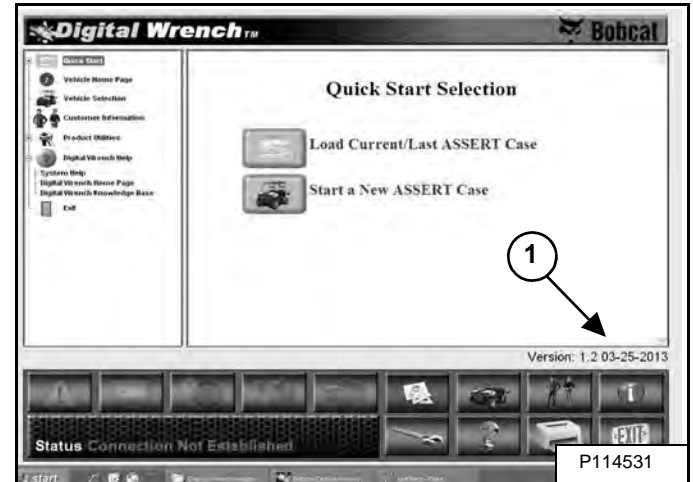 Digital Wrench TM
Bobcat
Quick Start
Vehicle Home Page
Vehicle Selection
Customer Information
Product Utilities
Digital Wrench Help
System Help
Digital Wrench Home Page
Digital Wrench Knowledge Base
Exit
Quick Start Selection
Load Current/Last ASSERT Case
Start a New ASSERT Case
1
Version: 1.2 03-25-2013
EXIT
Status Connection Not Established
start
P114531